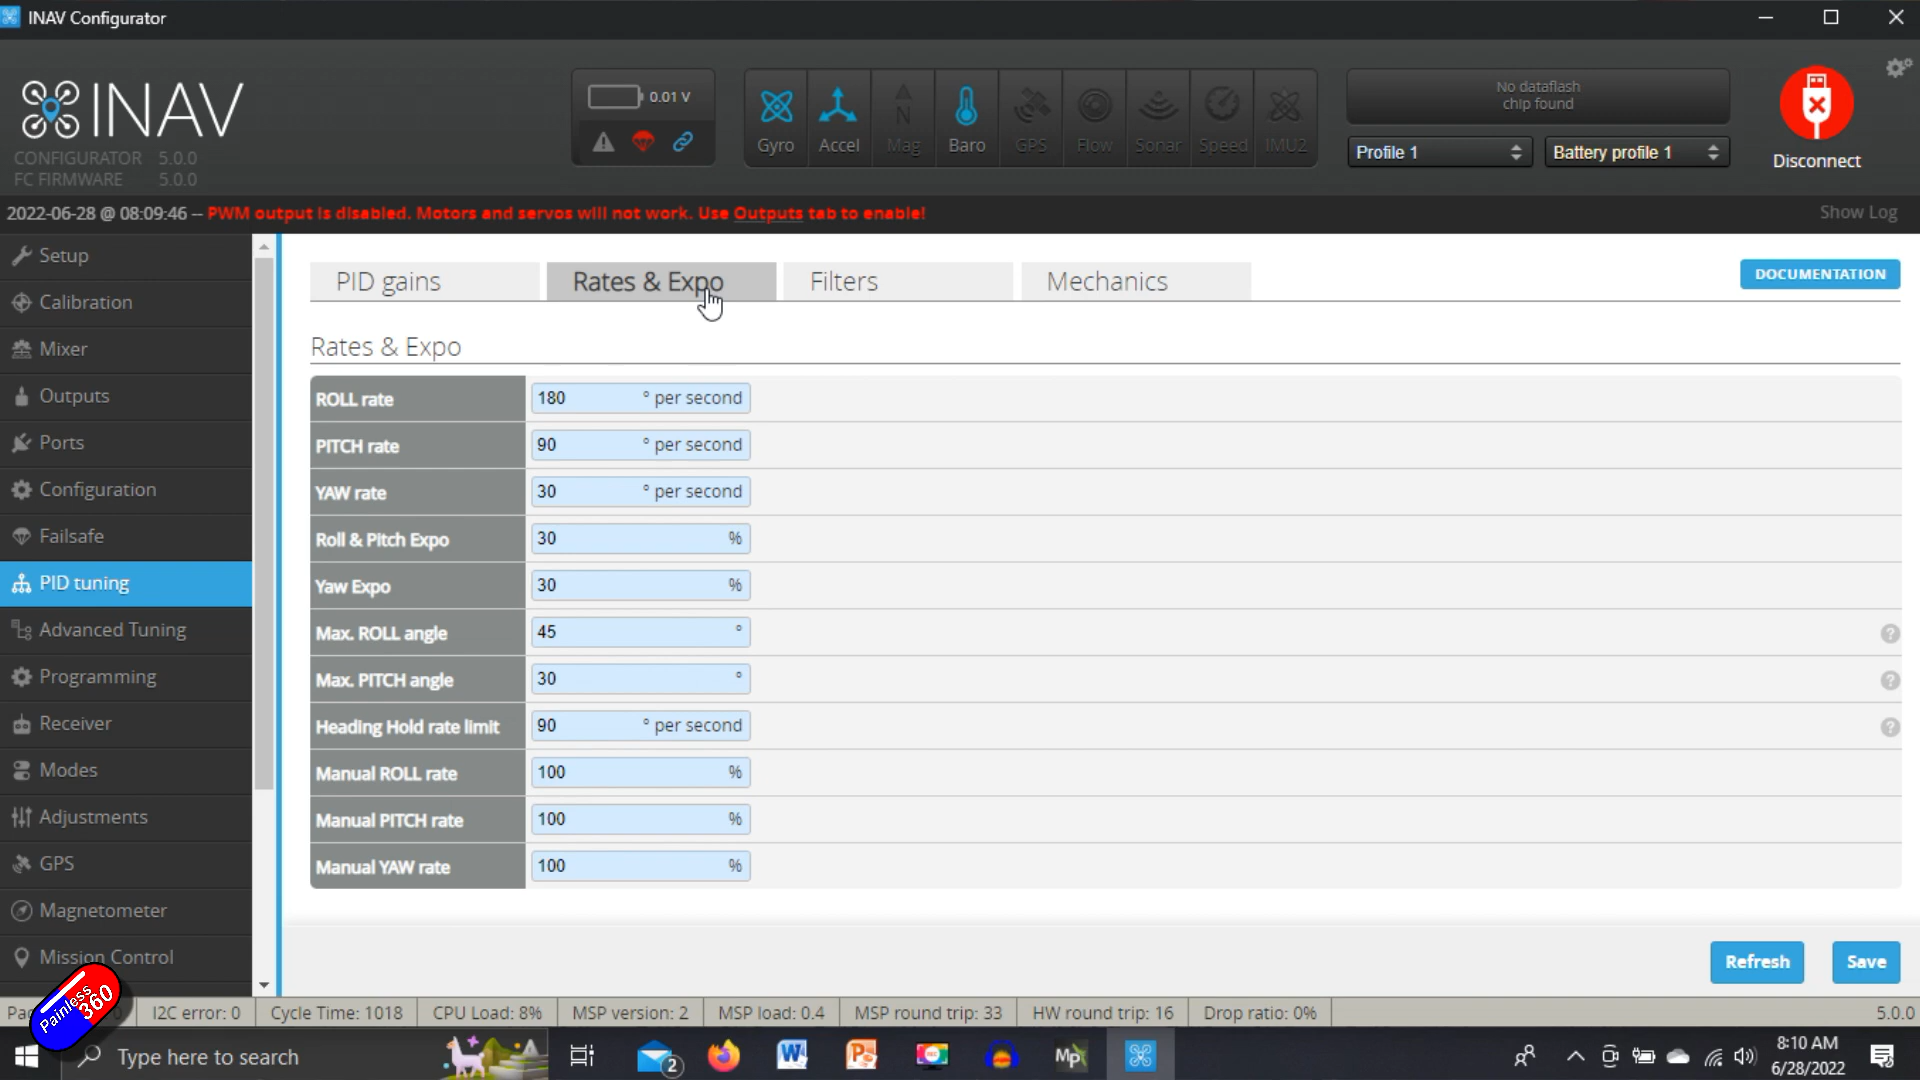 INAV Configurator
INAV
CONFIGURATOR 5.0.0
FC FIRMWARE 5.0.0
0.01 V
Gyro Accel Mag Baro GPS Flow Sonar Speed IMU2
No dataflash
chip found
Profile 1
Battery profile 1
Disconnect
2022-06-28 @ 08:09:46 -- PWM output is disabled. Motors and servos will not work. Use Outputs tab to enable!
Show Log
Setup
Calibration
Mixer
Outputs
Ports
Configuration
Failsafe
PID tuning
Advanced Tuning
Programming
Receiver
Modes
Adjustments
GPS
Magnetometer
Mission Control
PID gains
Rates & Expo
Filters
Mechanics
DOCUMENTATION
Rates & Expo
ROLL rate 180 ° per second
PITCH rate 90 ° per second
YAW rate 30 ° per second
Roll & Pitch Expo 30 %
Yaw Expo 30 %
Max. ROLL angle 45 °
Max. PITCH angle 30 °
Heading Hold rate limit 90 ° per second
Manual ROLL rate 100 %
Manual PITCH rate 100 %
Manual YAW rate 100 %
Refresh
Save
Painless360
I2C error: 0
Cycle Time: 1018
CPU Load: 8%
MSP version: 2
MSP load: 0.4
MSP round trip: 33
HW round trip: 16
Drop ratio: 0%
5.0.0
Type here to search
2
8:10 AM
6/28/2022